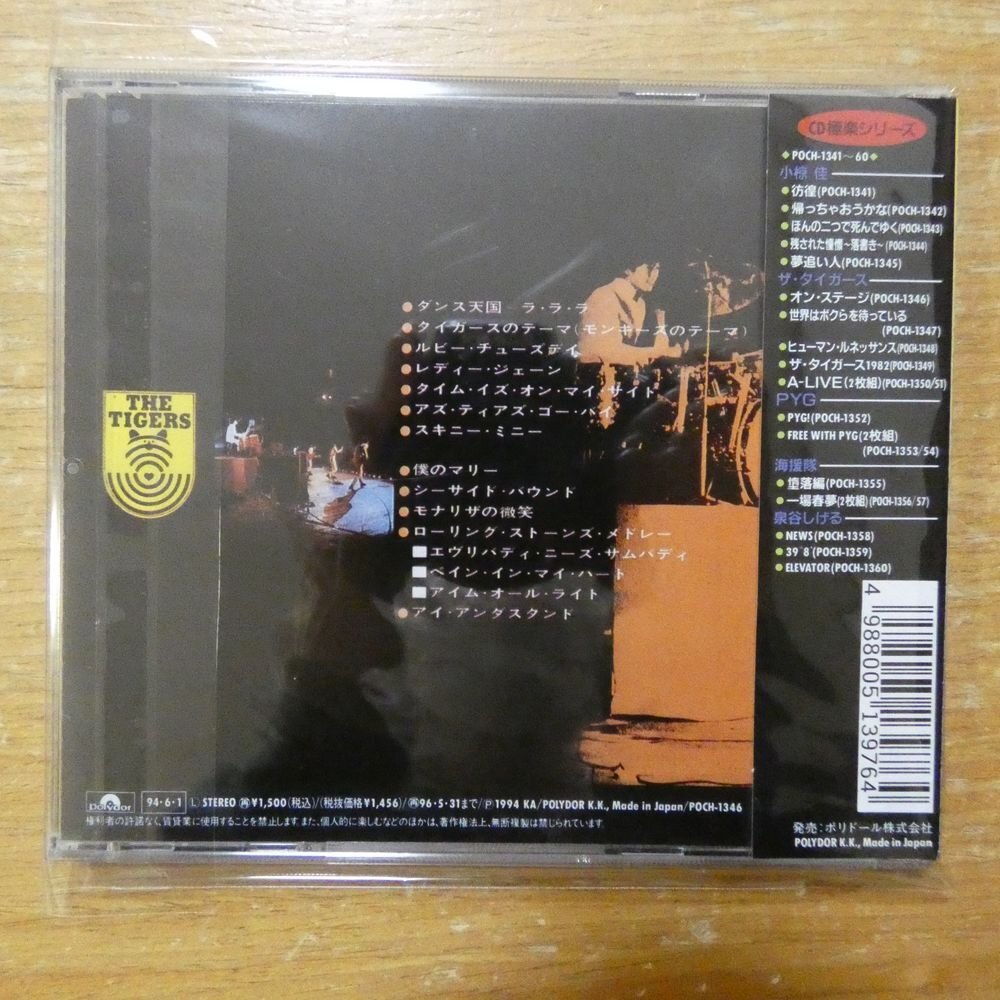 THE
TIGERS
ダンス天国　ラ・ラ・ラ
タイガースのテーマ(モンキーズのテーマ)
ルビー・チューズデイ
レディー・ジェーン
タイム・イズ・オン・マイ・サイド
アズ・ティアズ・ゴー・バイ
スキニー・ミニー
僕のマリー
シーサイド・バウンド
モナリザの微笑
ローリング・ストーンズ・メドレー
エヴリバディ・ニーズ・サムバディ
ペイン・イン・マイ・ハート
アイム・オール・ライト
アイ・アンダスタンド
Polydor
94・6・1 Ⓛ STEREO ㊢¥1,500(税込)/(税抜価格¥1,456)/㊢96・5・31まで/Ⓟ 1994 KA/POLYDOR K.K., Made in Japan/POCH-1346
権利者の許諾なく、賃貸業に使用することを禁止します。また、個人的に楽しむなどのほかは、著作権法上、無断複製は禁じられています。
CD極楽シリーズ
◆POCH-1341～60◆
小椋 佳
●彷徨(POCH-1341)
●帰っちゃおうかな(POCH-1342)
●ほんの二つで死んでゆく(POCH-1343)
●残された憧憬～落書き～(POCH-1344)
●夢追い人(POCH-1345)
ザ・タイガース
●オン・ステージ(POCH-1346)
●世界はボクらを待っている
(POCH-1347)
●ヒューマン・ルネッサンス(POCH-1348)
●ザ・タイガース1982(POCH-1349)
●A-LIVE(2枚組)(POCH-1350/51)
PYG
●PYG!(POCH-1352)
●FREE WITH PYG(2枚組)
(POCH-1353/54)
海援隊
●堕落編(POCH-1355)
●一場春夢(2枚組)(POCH-1356/57)
泉谷しげる
●NEWS(POCH-1358)
●39°8'(POCH-1359)
●ELEVATOR(POCH-1360)
4 988005 139764
発売：ポリドール株式会社
POLYDOR K.K., Made in Japan